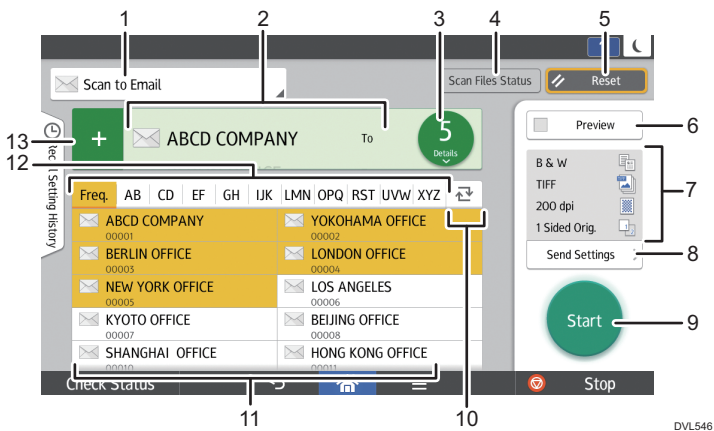 1 2 3 4 5
Scan to Email
Scan Files Status
Reset
13
+ ABCD COMPANY To
5
Details
Preview 6
12
Setting History
B & W
TIFF
200 dpi
1 Sided Orig.
7
Freq. AB CD EF GH IJK LMN OPQ RST UVW XYZ
ABCD COMPANY
00001
YOKOHAMA OFFICE
00002
BERLIN OFFICE
00003
LONDON OFFICE
00004
Send Settings 8
NEW YORK OFFICE
00005
LOS ANGELES
00006
KYOTO OFFICE
00007
BEIJING OFFICE
00008
Start 9
SHANGHAI OFFICE
00010
HONG KONG OFFICE
00011
Check Status
Stop
11 10
DVL546